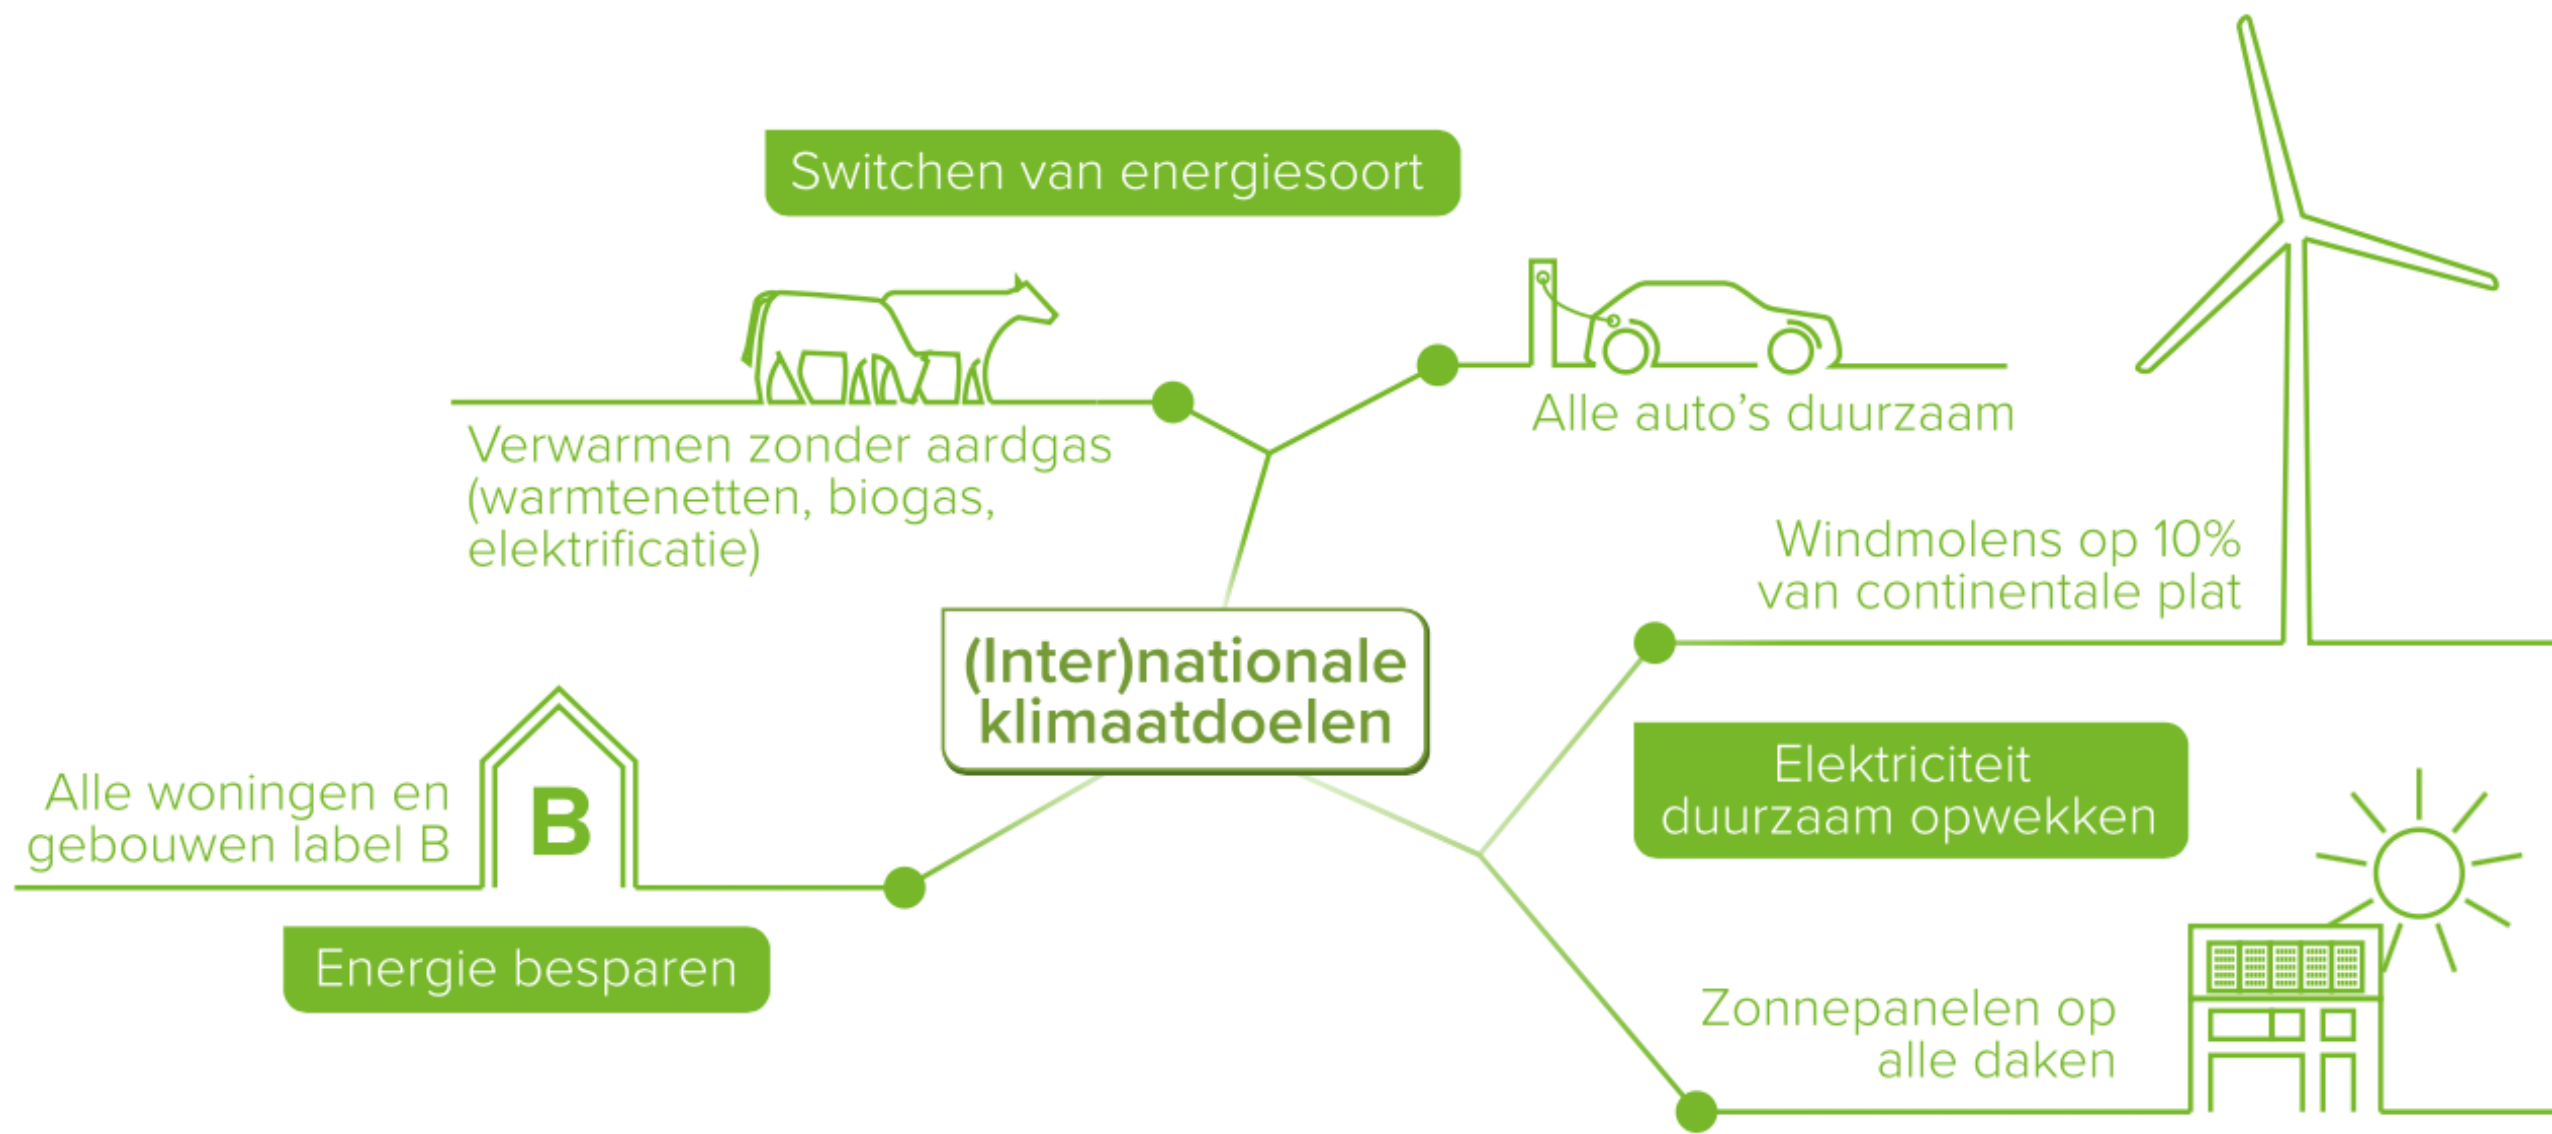 Switchen van energiesoort
Verwarmen zonder aardgas
(warmtenetten, biogas,
elektrificatie)
Alle auto's duurzaam
Windmolens op 10%
van continentale plat
(Inter)nationale
klimaatdoelen
Elektriciteit
duurzaam opwekken
Alle woningen en
gebouwen label B
B
Energie besparen
Zonnepanelen op
alle daken